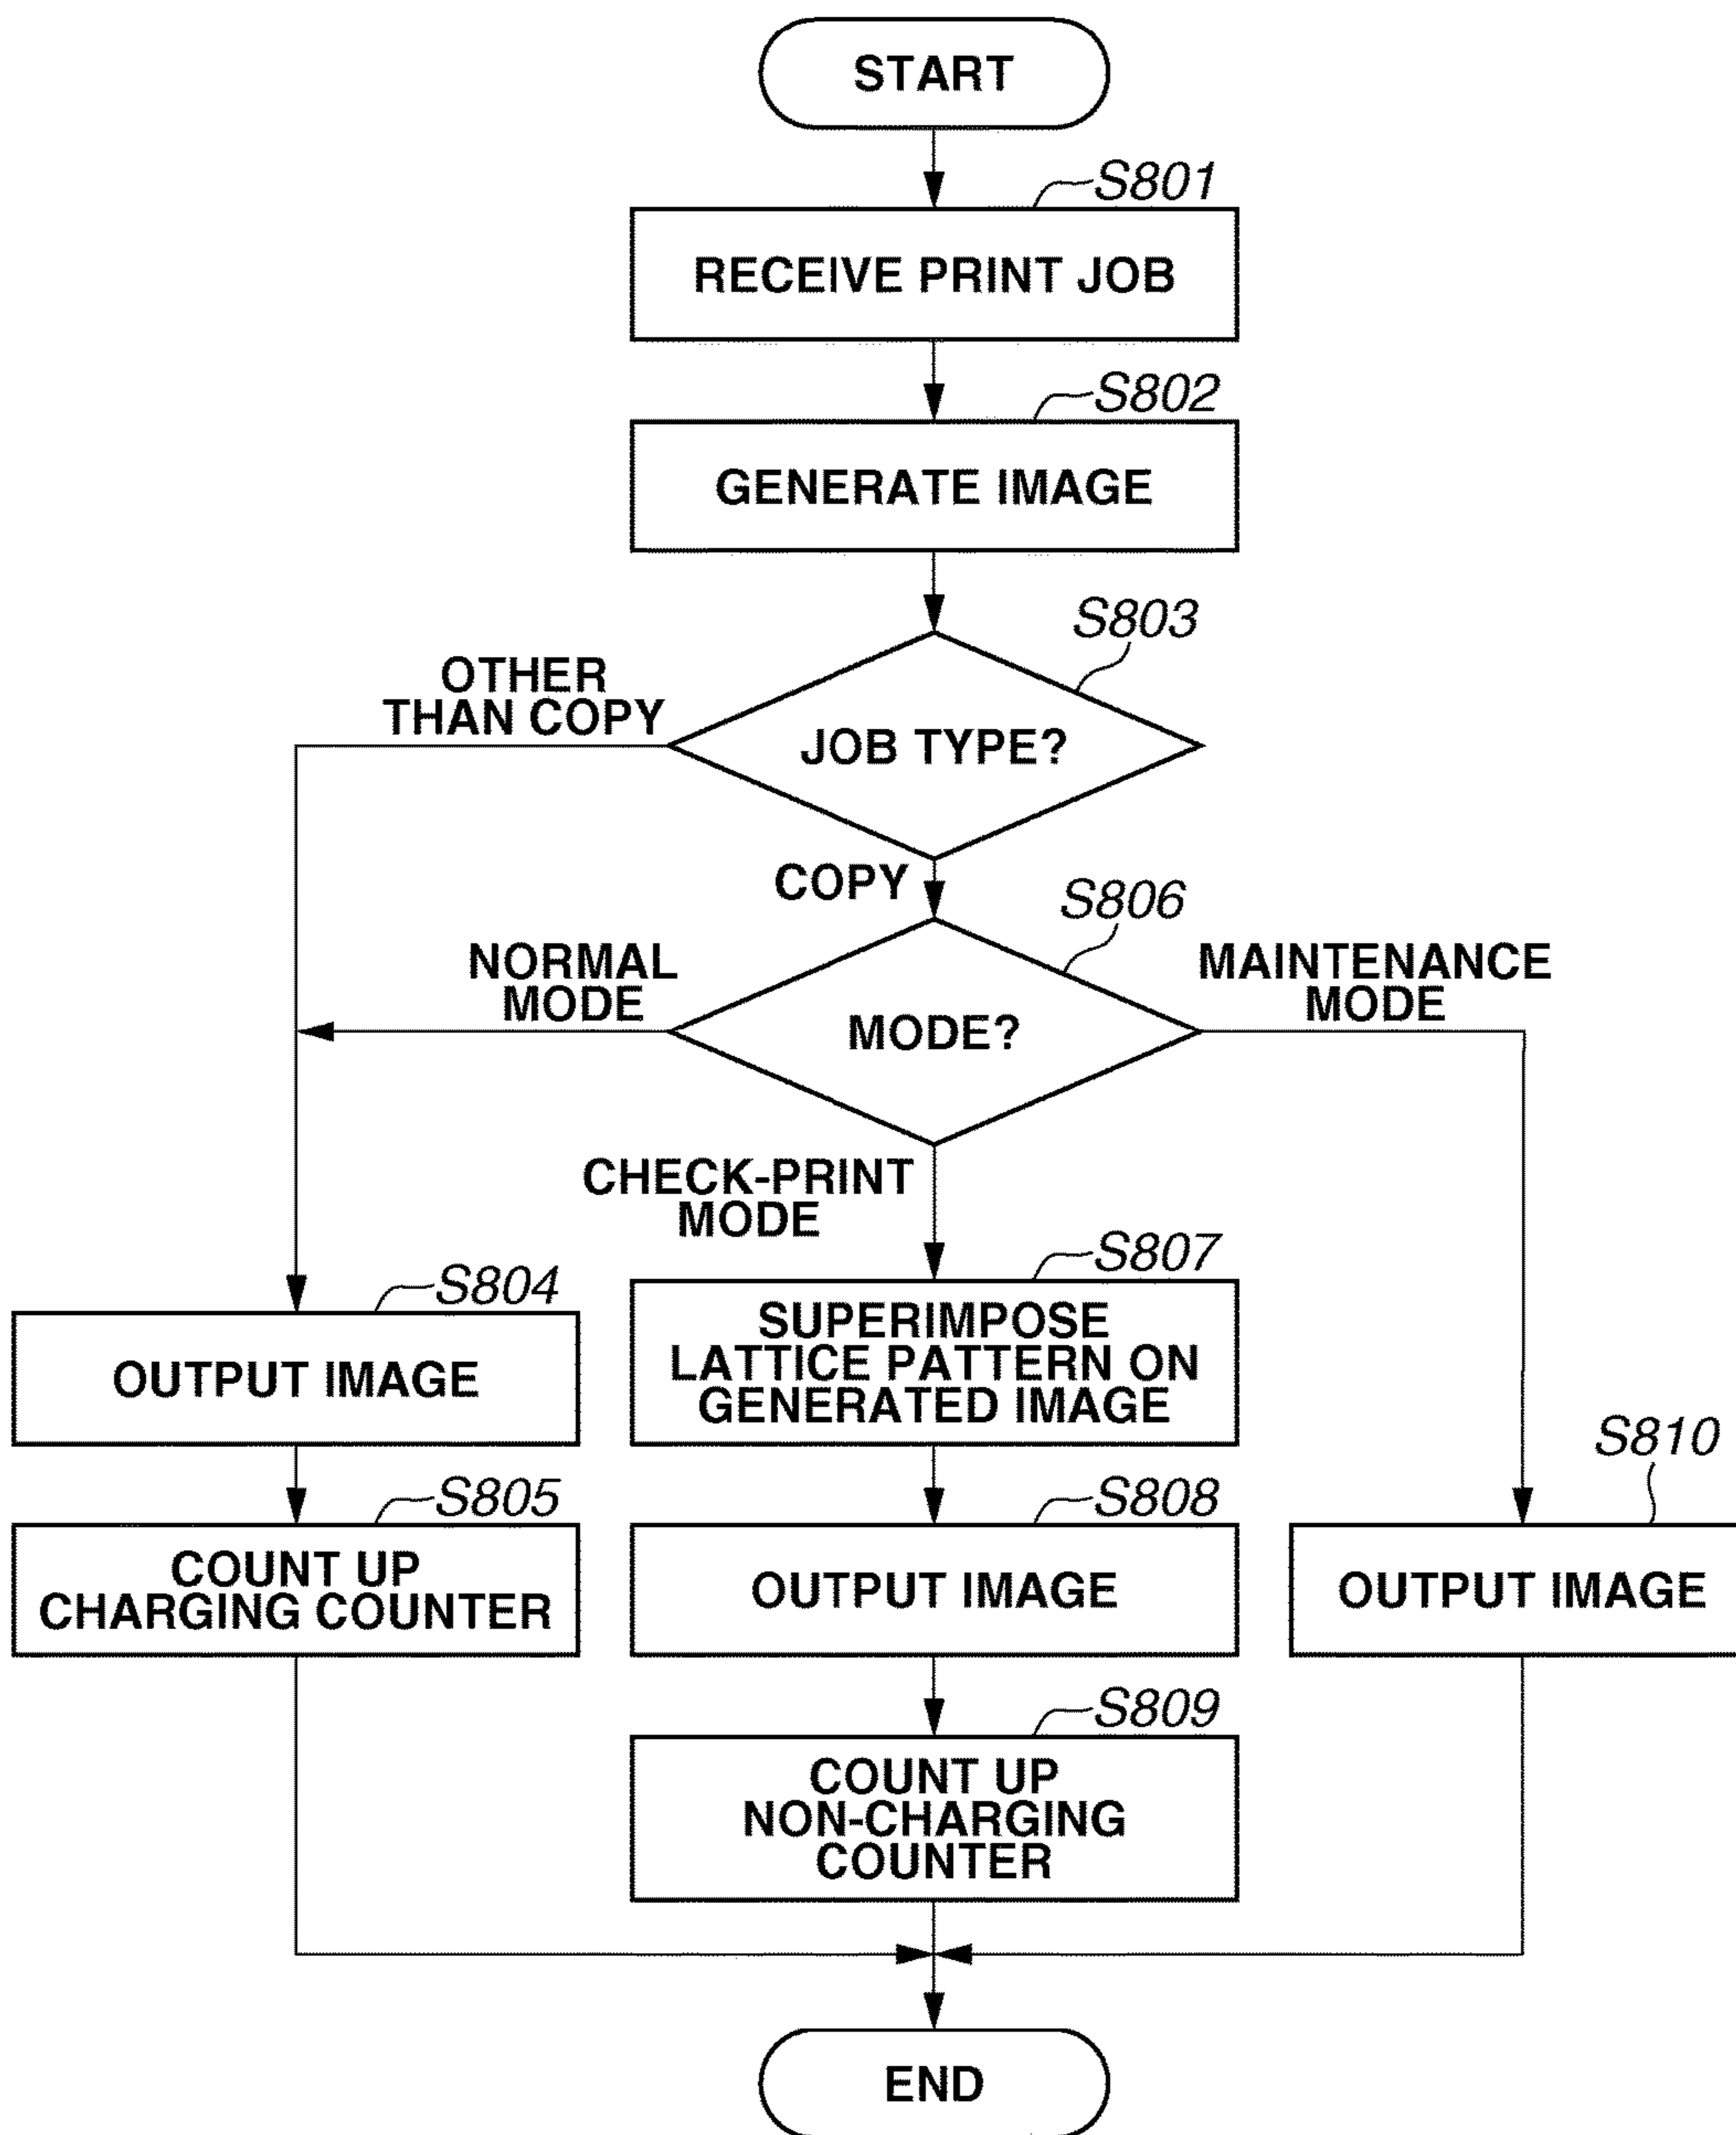 START
S801
RECEIVE PRINT JOB
S802
GENERATE IMAGE
S803
OTHER
THAN COPY
JOB TYPE?
COPY
S806
NORMAL
MODE
MAINTENANCE
MODE
MODE?
CHECK-PRINT
MODE
S804
OUTPUT IMAGE
S805
COUNT UP
CHARGING COUNTER
S807
SUPERIMPOSE
LATTICE PATTERN ON
GENERATED IMAGE
S808
OUTPUT IMAGE
S809
COUNT UP
NON-CHARGING
COUNTER
S810
OUTPUT IMAGE
END